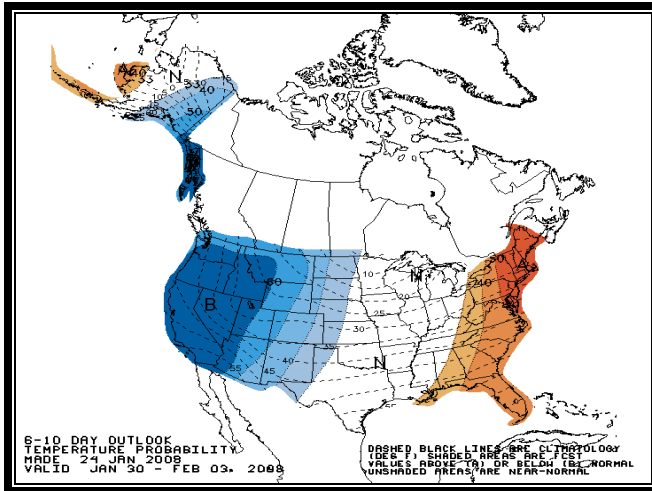 N
40
50
B
60
55
45
40
35
30
25
20
10
N
N
50
40
A
6-10 DAY OUTLOOK
TEMPERATURE PROBABILITY
MADE 24 JAN 2008
VALID JAN 30 - FEB 03, 2008
DASHED BLACK LINES ARE CLIMATOLOGY
(DEG F) SHADED AREAS ARE FCST
VALUES ABOVE (A) OR BELOW (B) NORMAL
UNSHADED AREAS ARE NEAR-NORMAL